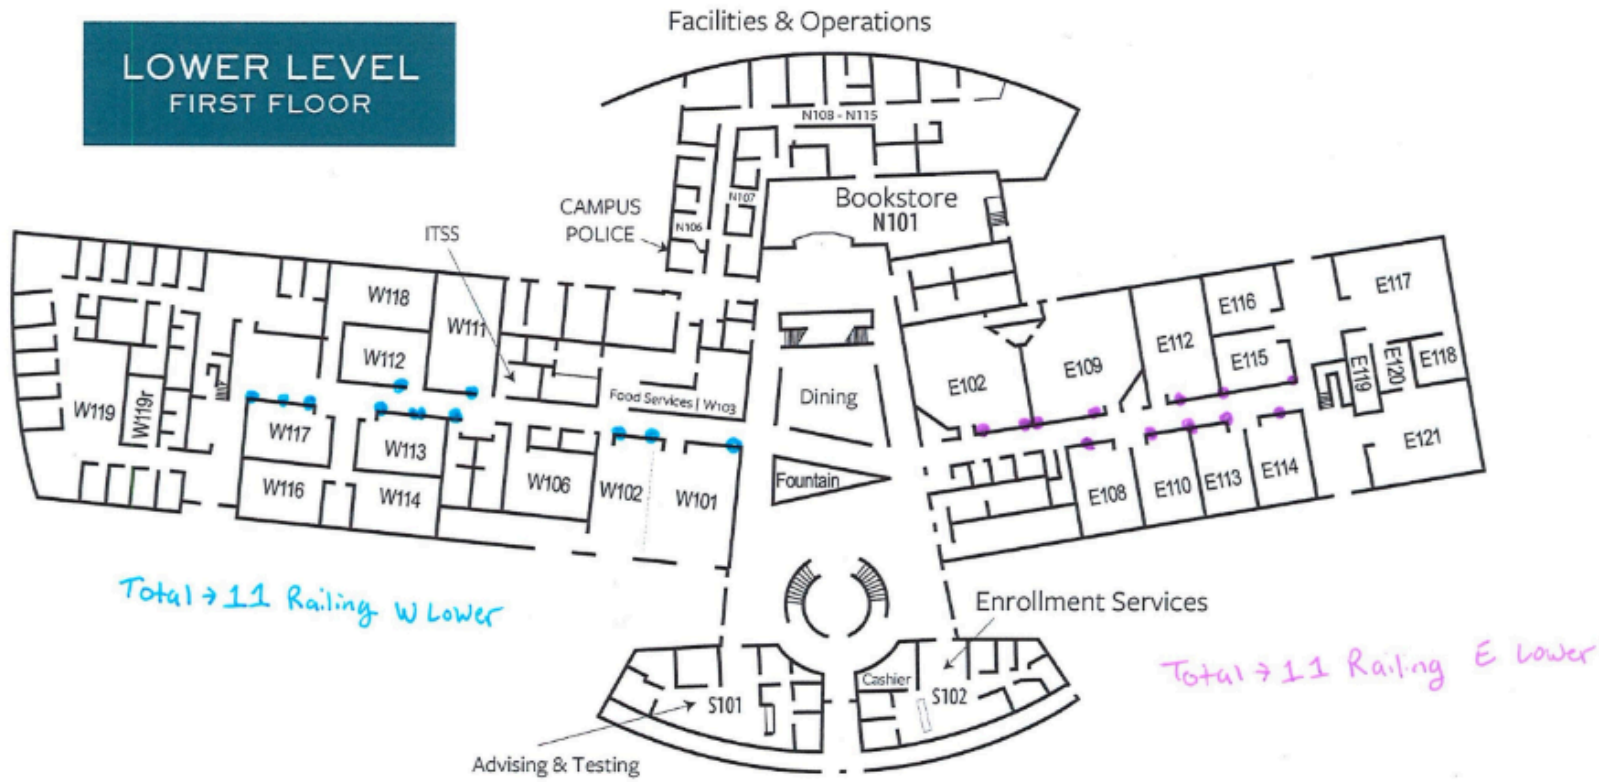 Facilities & Operations
LOWER LEVEL
FIRST FLOOR
N108 - N115
N107
Bookstore
N101
CAMPUS
POLICE
N106
ITSS
W118
W111
W112
W119
W119r
W117
W113
W116
W114
W106
W102
W101
Food Services | W103
Dining
Fountain
E102
E109
E112
E116
E115
E117
E119
E120
E118
E121
E108
E110
E113
E114
Total → 11 Railing W Lower
Enrollment Services
Total → 11 Railing E Lower
Cashier
S102
S101
Advising & Testing